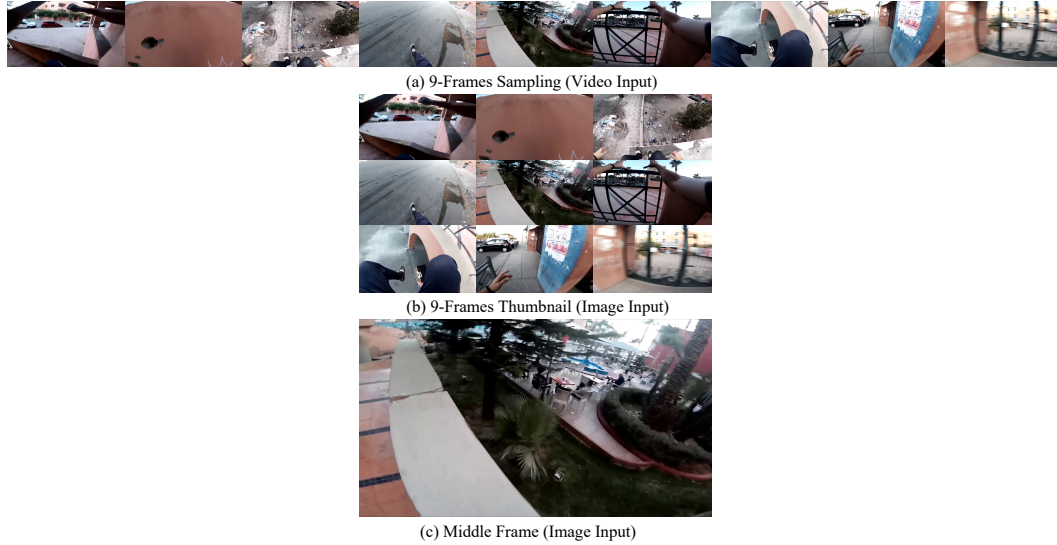 (a) 9-Frames Sampling (Video Input)
(b) 9-Frames Thumbnail (Image Input)
(c) Middle Frame (Image Input)